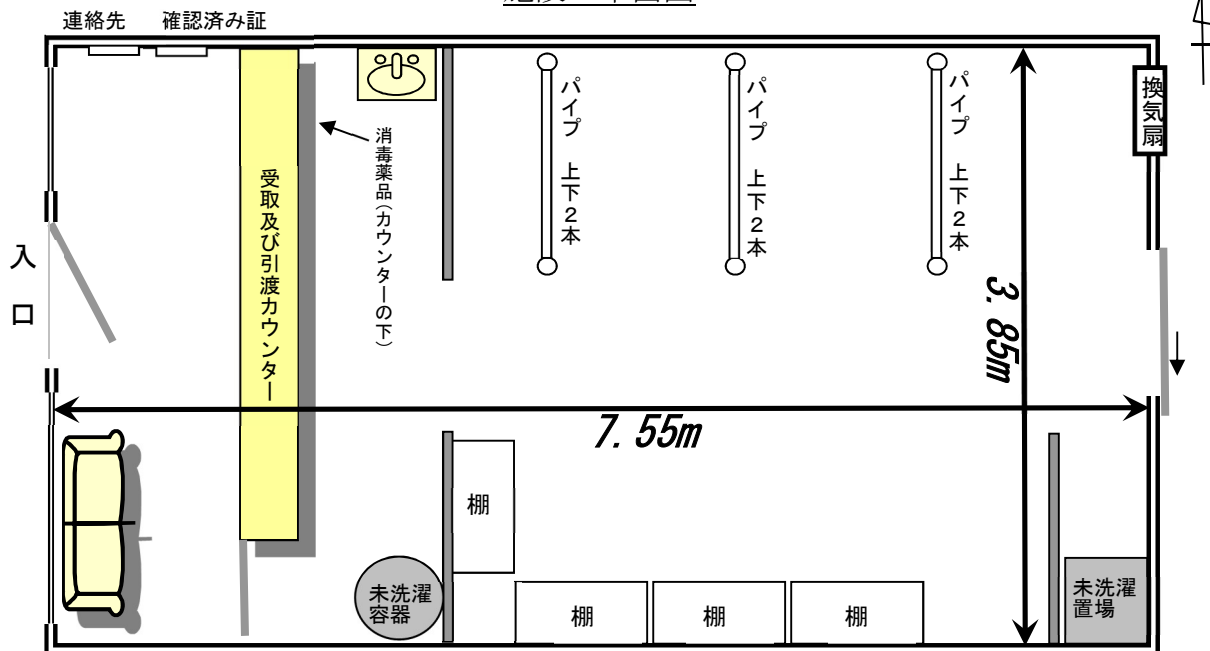 連絡先 確認済み証
換気扇
パイプ 上下2本
パイプ 上下2本
パイプ 上下2本
消毒薬品(カウンターの下)
受取及び引渡カウンター
入口
3.85m
7.55m
棚
未洗濯
容器
棚
棚
棚
未洗濯
置場